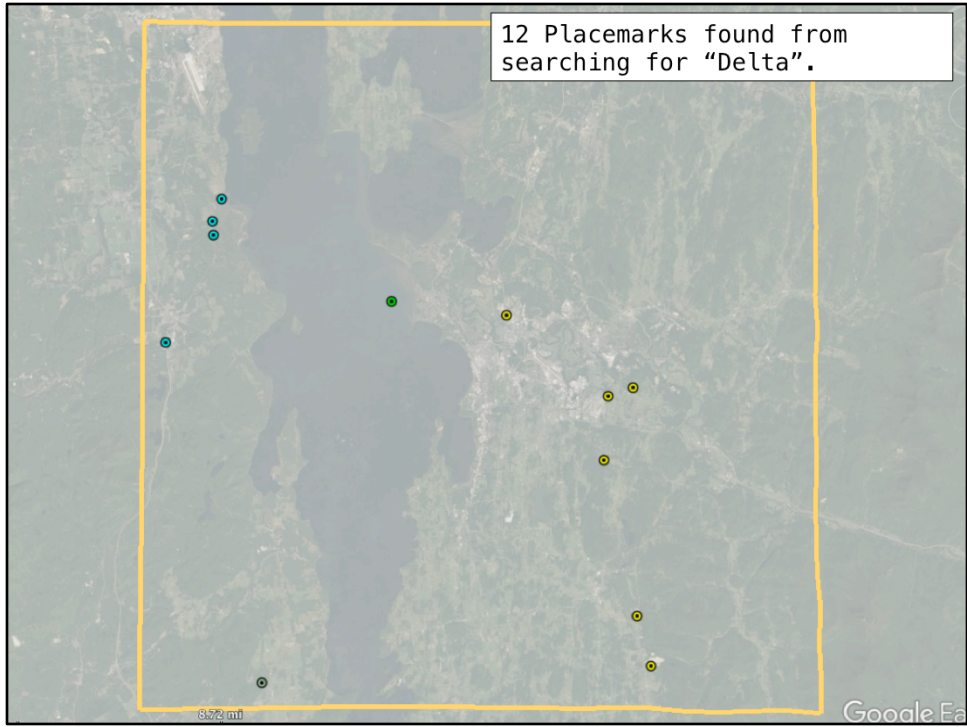 12 Placemarks found from
searching for “Delta”.
8.72 mi
Google Ea